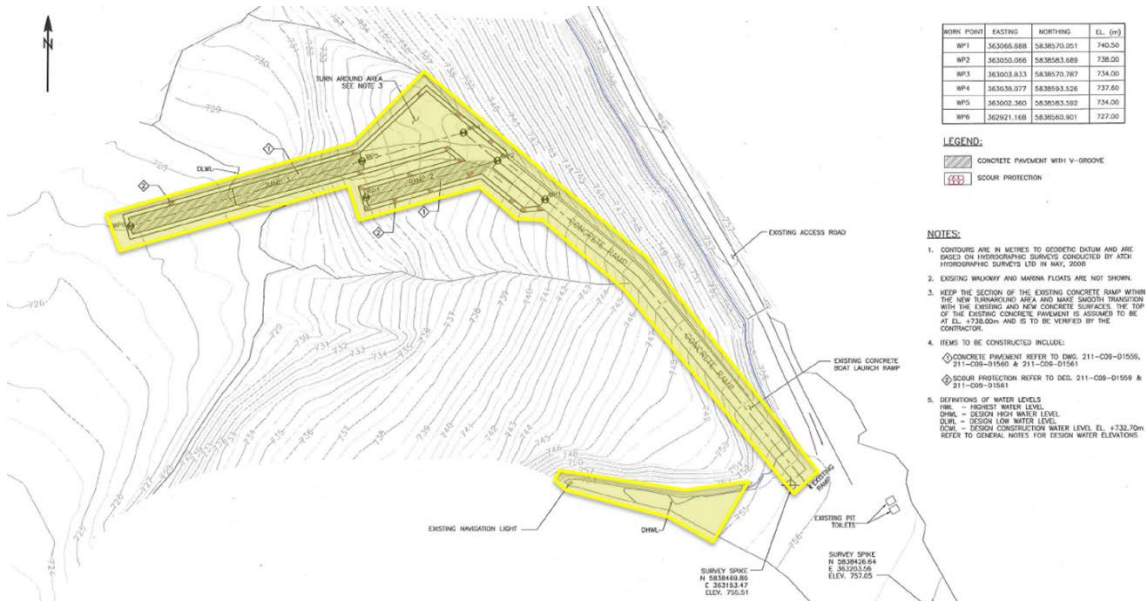 N
WORK POINT EASTING NORTHING EL. (m)
WP1 363066.688 5838570.051 740.50
WP2 363050.066 5838583.689 738.00
WP3 363003.833 5838570.787 734.00
WP4 363038.077 5838593.526 737.60
WP5 363002.360 5838583.592 734.00
WP6 362921.168 5838560.901 727.00
LEGEND:
CONCRETE PAVEMENT WITH V-GROOVE
SCOUR PROTECTION
NOTES:
1. CONTOURS ARE IN METRES TO GEODETIC DATUM AND ARE
BASED ON HYDROGRAPHIC SURVEYS CONDUCTED BY
HYDROGRAPHIC SURVEYS LTD IN MAY, 2008
2. EXISTING WALKWAY AND MARINA FLOATS ARE NOT SHOWN.
3. KEEP THE SECTION OF THE EXISTING CONCRETE RAMP WITHIN
THE NEW TURNAROUND AREA AND MAKE SMOOTH TRANSITION
WITH THE EXISTING AND NEW CONCRETE SURFACES. THE TOP
OF THE EXISTING CONCRETE PAVEMENT IS ASSUMED TO BE
AT EL. +738.00m AND IS TO BE VERIFIED BY THE
CONTRACTOR.
4. ITEMS TO BE CONSTRUCTED INCLUDE:
1 CONCRETE PAVEMENT REFER TO DWG. 211-C09-01559,
211-C09-01560 & 211-C09-01561
2 SCOUR PROTECTION REFER TO DEG. 211-C09-01559 &
211-C09-01561
5. DEFINITIONS OF WATER LEVELS
HWL - HIGHEST WATER LEVEL
DHWL - DESIGN HIGH WATER LEVEL
DLWL - DESIGN LOW WATER LEVEL
DCWL - DESIGN CONSTRUCTION WATER LEVEL EL. +732.70m
REFER TO GENERAL NOTES FOR DESIGN WATER ELEVATIONS
TURN AROUND AREA
SEE NOTE 3
DLWL
1
2
RAMP 2
1
2
WP6
CONCRETE RAMP
CONCRETE RAMP
EXISTING ACCESS ROAD
EXISTING CONCRETE
BOAT LAUNCH RAMP
EXISTING
RAMP
EXISTING NAVIGATION LIGHT
DHWL
EXISTING PIT
TOILETS
SURVEY SPIKE
N 5838469.86
E 363153.47
ELEV. 755.51
SURVEY SPIKE
N 5838426.64
E 363203.56
ELEV. 757.05